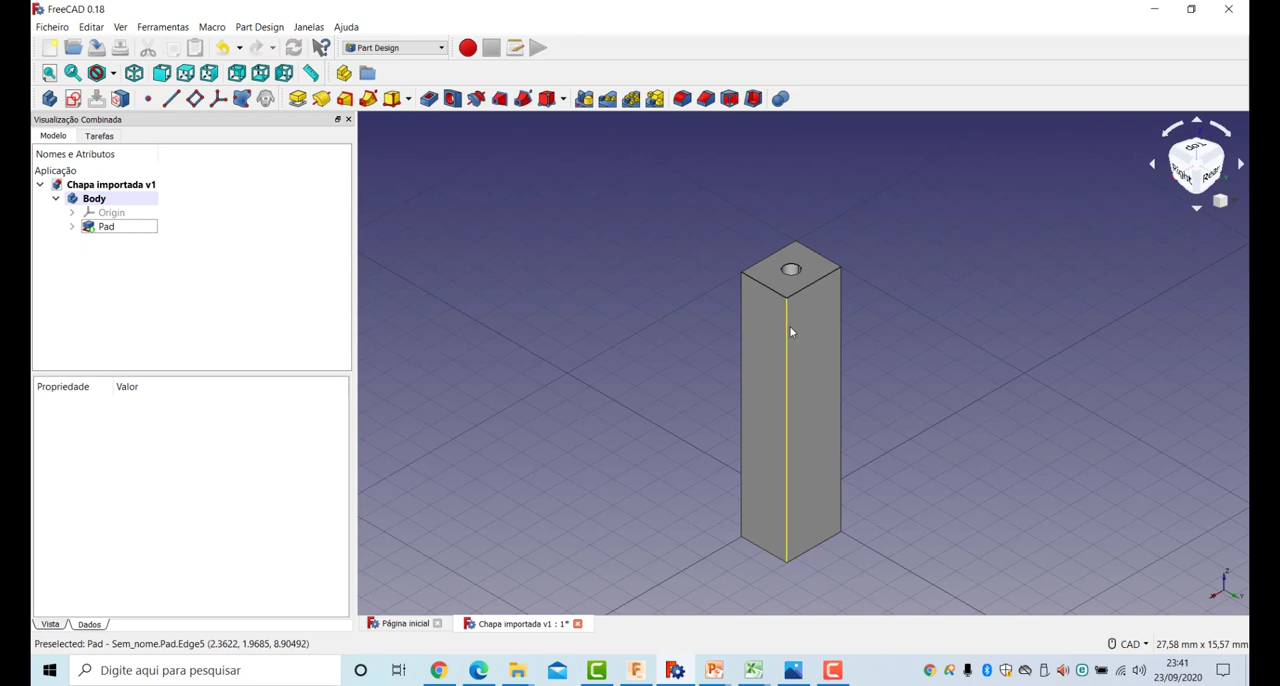 FreeCAD 0.18
Ficheiro Editar Ver Ferramentas Macro Part Design Janelas Ajuda
Part Design
Visualização Combinada
Modelo Tarefas
Nomes e Atributos
Aplicação
Chapa importada v1
Body
Origin
Pad
Top
Right Rear
Propriedade Valor
Z
X Y
Vista Dados
Página inicial Chapa importada v1 : 1*
Preselected: Pad - Sem_nome.Pad.Edge5 (2.3622, 1.9685, 8.90492) CAD 27,58 mm x 15,57 mm
Digite aqui para pesquisar
23:41
23/09/2020